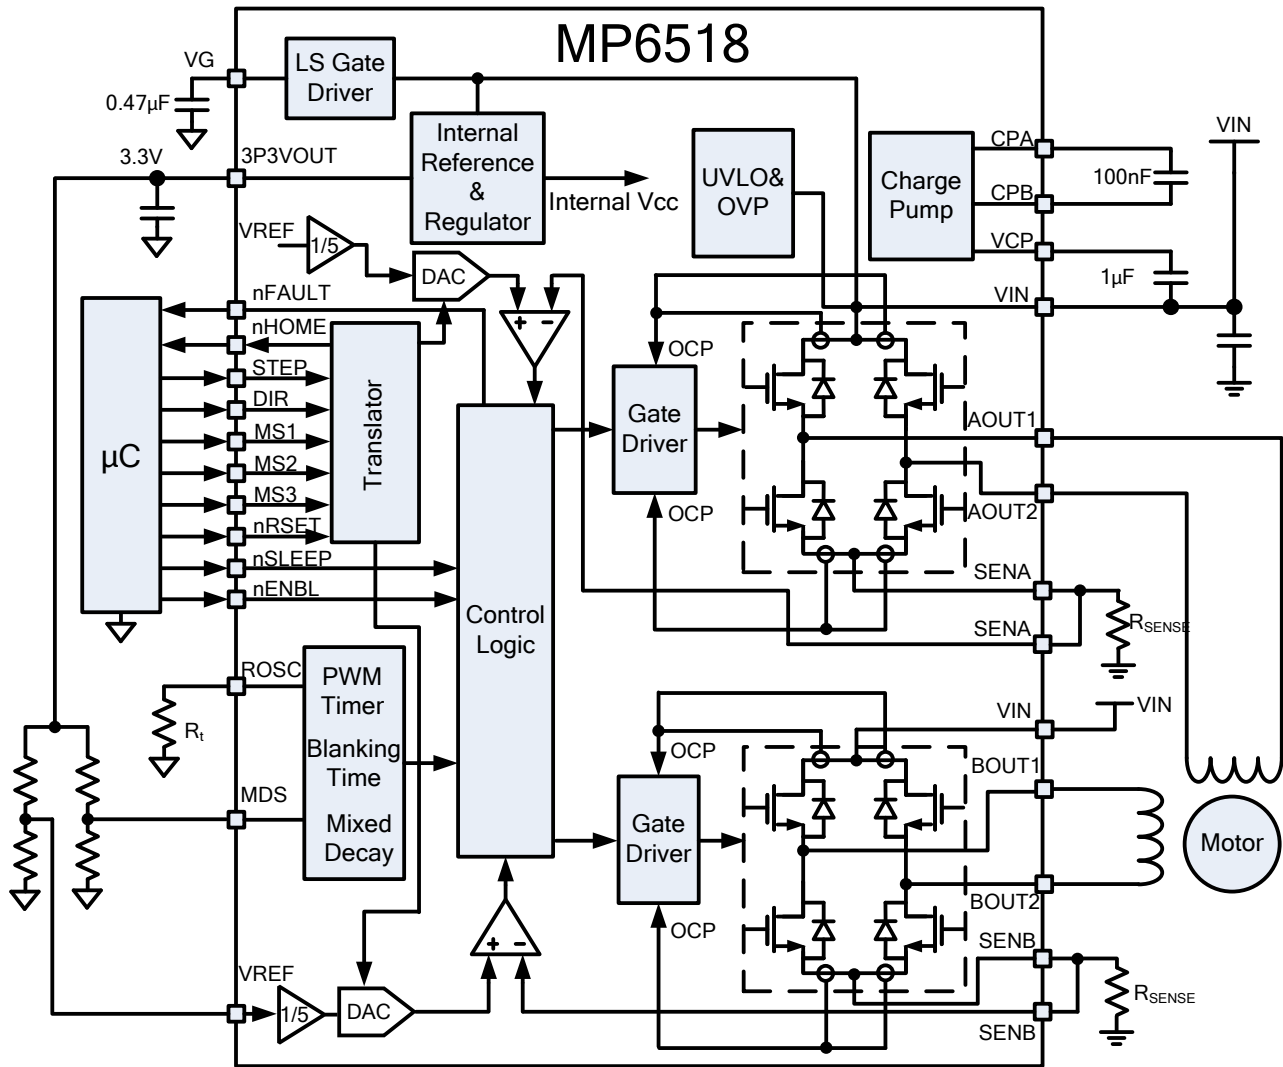 MP6518
VG
LS Gate
Driver
0.47µF
3.3V
3P3VOUT
Internal
Reference
&
Regulator
Internal Vcc
UVLO&
OVP
Charge
Pump
CPA
CPB
VCP
100nF
1µF
VIN
VIN
VREF
1/5
DAC
+ −
nFAULT
nHOME
STEP
DIR
MS1
MS2
MS3
nRSET
nSLEEP
nENBL
µC
Translator
Control
Logic
OCP
Gate
Driver
OCP
AOUT1
AOUT2
SENA
SENA
RSENSE
ROSC
Rt
PWM
Timer
Blanking
Time
Mixed
Decay
MDS
VIN
VIN
OCP
Gate
Driver
OCP
BOUT1
BOUT2
Motor
SENB
SENB
RSENSE
+ −
VREF
1/5
DAC